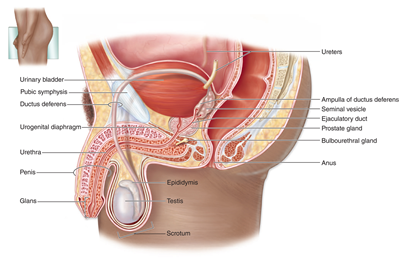 Urinary bladder
Pubic symphysis
Ductus deferens
Urogenital diaphragm
Urethra
Penis
Glans
Epididymis
Testis
Scrotum
Ureters
Ampulla of ductus deferens
Seminal vesicle
Ejaculatory duct
Prostate gland
Bulbourethral gland
Anus